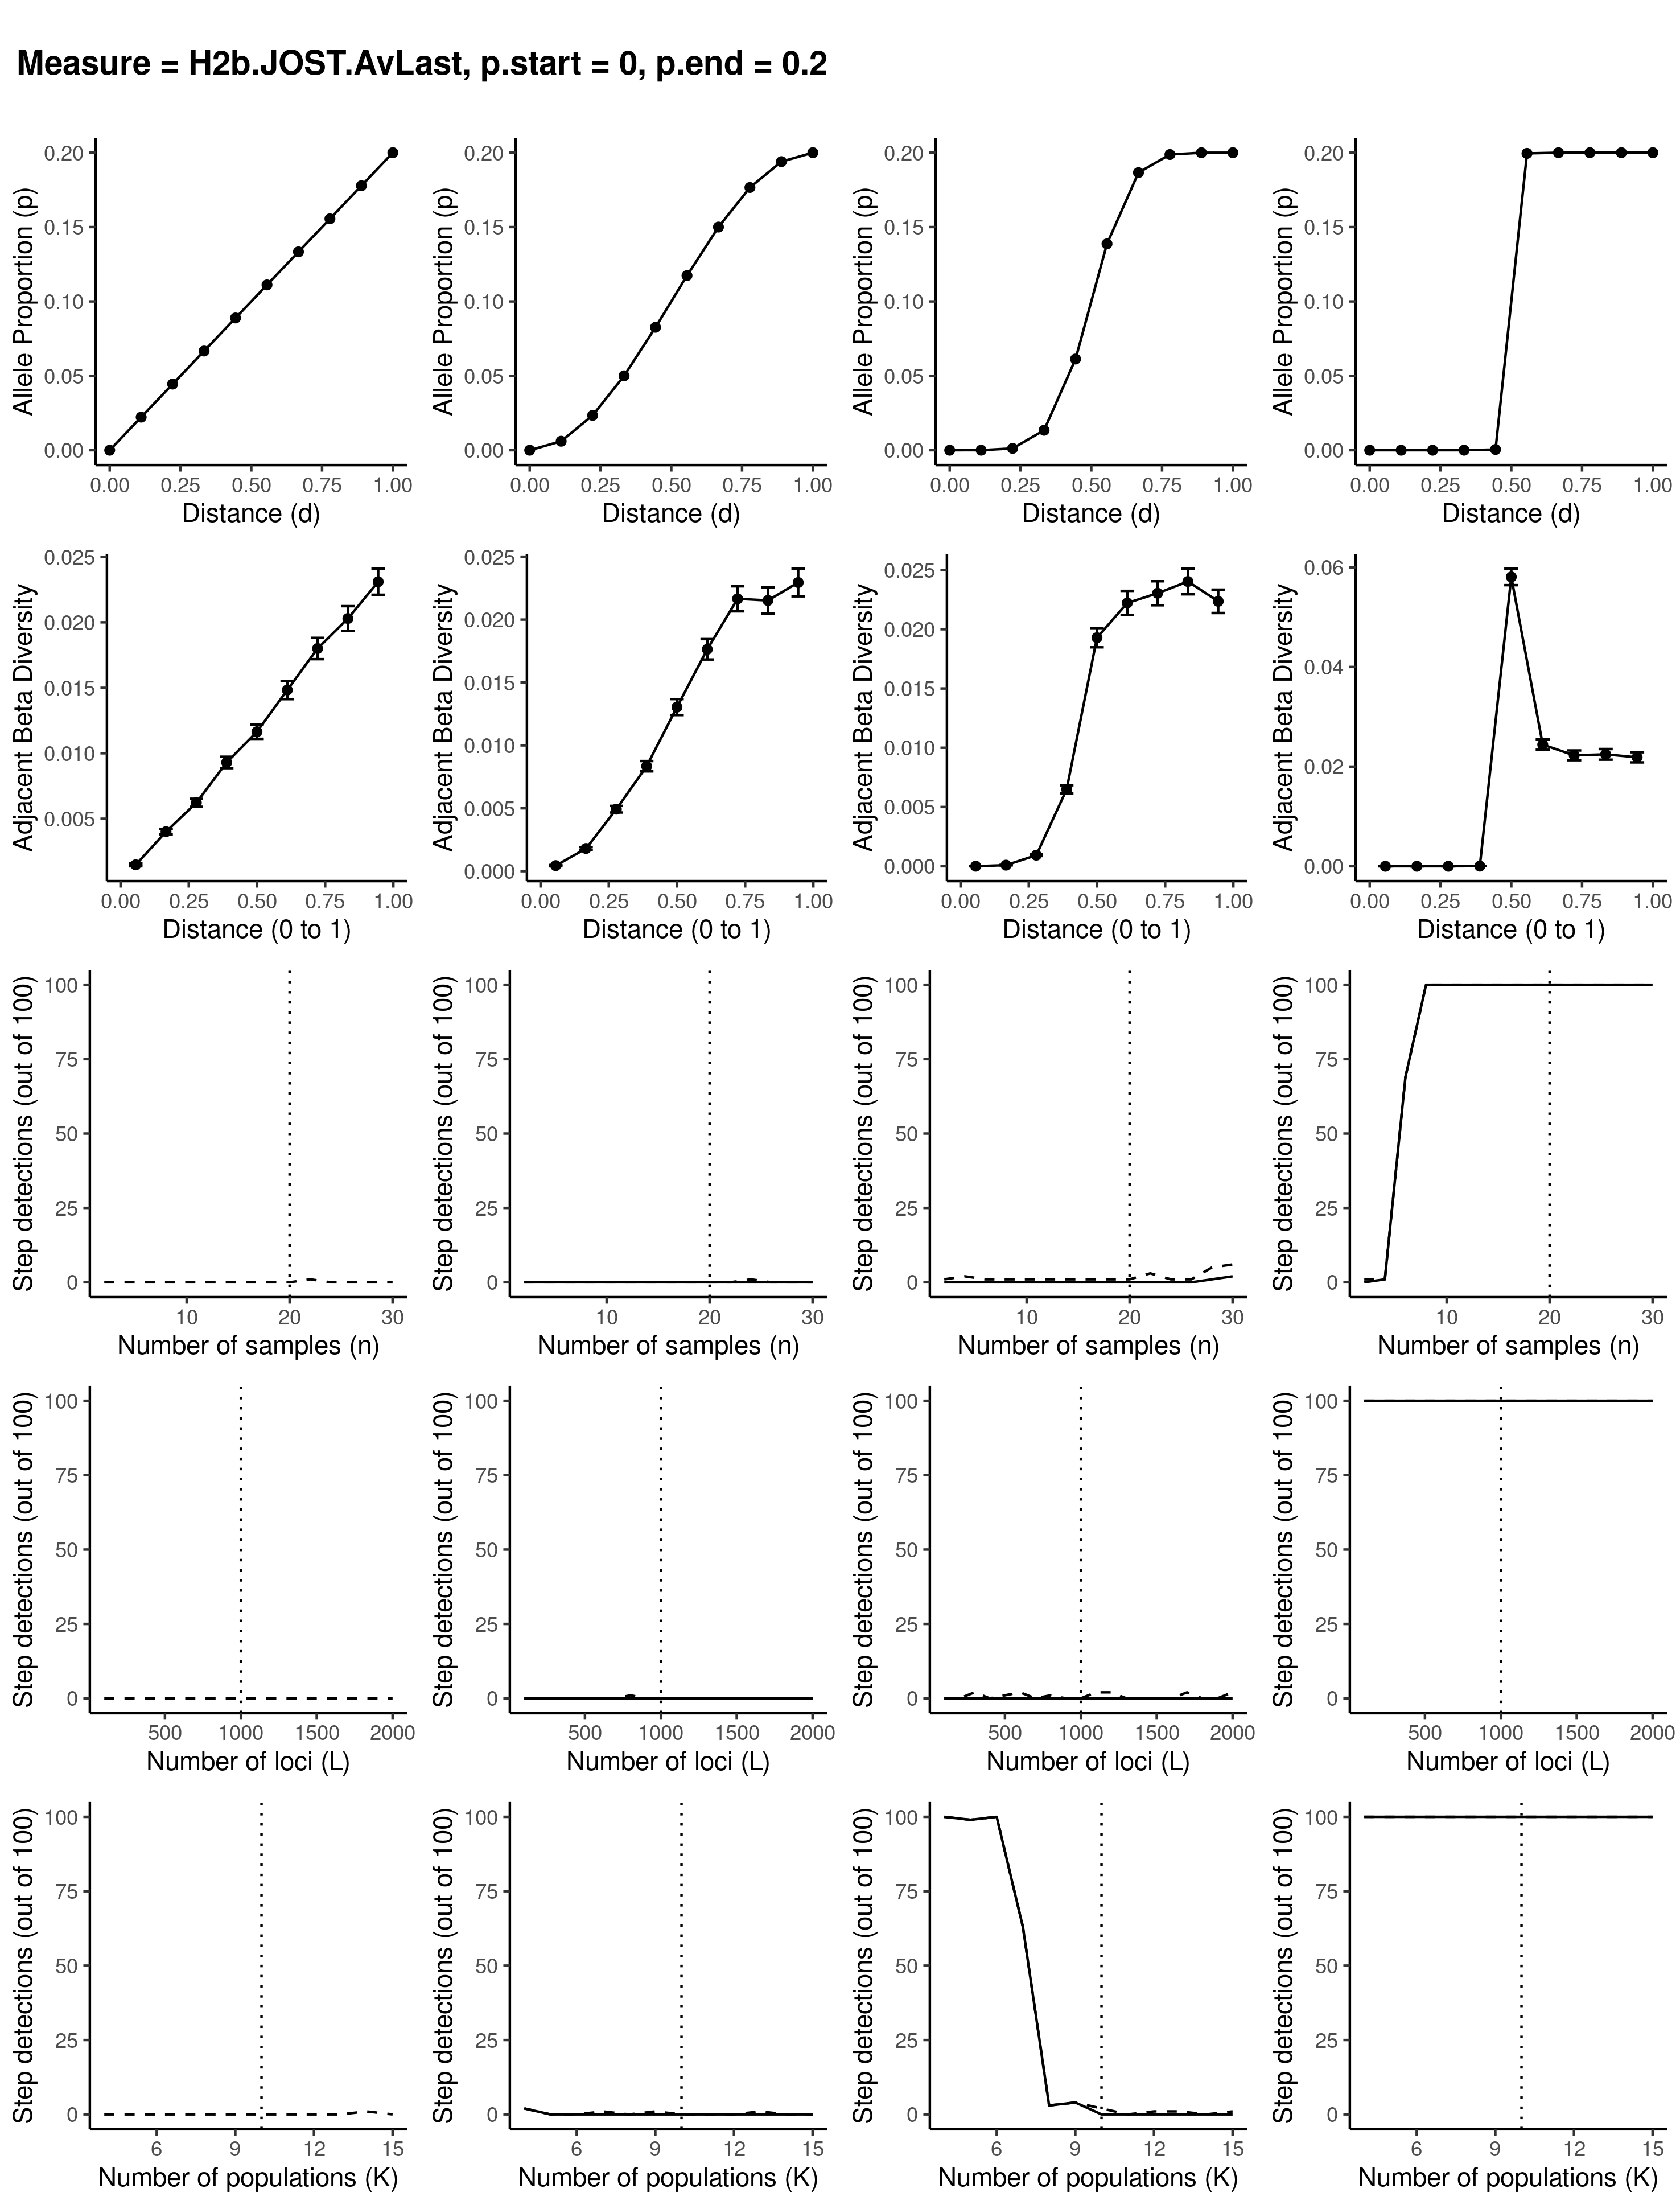 Measure = H2b.JOST.AvLast, p.start = 0, p.end = 0.2
Allele Proportion (p)
0.20
0.15
0.10
0.05
0.00
0.00 0.25 0.50 0.75 1.00
Distance (d)
Allele Proportion (p)
0.20
0.15
0.10
0.05
0.00
0.00 0.25 0.50 0.75 1.00
Distance (d)
Allele Proportion (p)
0.20
0.15
0.10
0.05
0.00
0.00 0.25 0.50 0.75 1.00
Distance (d)
Allele Proportion (p)
0.20
0.15
0.10
0.05
0.00
0.00 0.25 0.50 0.75 1.00
Distance (d)
Adjacent Beta Diversity
0.025
0.020
0.015
0.010
0.005
0.00 0.25 0.50 0.75 1.00
Distance (0 to 1)
Adjacent Beta Diversity
0.025
0.020
0.015
0.010
0.005
0.000
0.00 0.25 0.50 0.75 1.00
Distance (0 to 1)
Adjacent Beta Diversity
0.025
0.020
0.015
0.010
0.005
0.000
0.00 0.25 0.50 0.75 1.00
Distance (0 to 1)
Adjacent Beta Diversity
0.06
0.04
0.02
0.00
0.00 0.25 0.50 0.75 1.00
Distance (0 to 1)
Step detections (out of 100)
100
75
50
25
0
10 20 30
Number of samples (n)
Step detections (out of 100)
100
75
50
25
0
10 20 30
Number of samples (n)
Step detections (out of 100)
100
75
50
25
0
10 20 30
Number of samples (n)
Step detections (out of 100)
100
75
50
25
0
10 20 30
Number of samples (n)
Step detections (out of 100)
100
75
50
25
0
500 1000 1500 2000
Number of loci (L)
Step detections (out of 100)
100
75
50
25
0
500 1000 1500 2000
Number of loci (L)
Step detections (out of 100)
100
75
50
25
0
500 1000 1500 2000
Number of loci (L)
Step detections (out of 100)
100
75
50
25
0
500 1000 1500 2000
Number of loci (L)
Step detections (out of 100)
100
75
50
25
0
6 9 12 15
Number of populations (K)
Step detections (out of 100)
100
75
50
25
0
6 9 12 15
Number of populations (K)
Step detections (out of 100)
100
75
50
25
0
6 9 12 15
Number of populations (K)
Step detections (out of 100)
100
75
50
25
0
6 9 12 15
Number of populations (K)